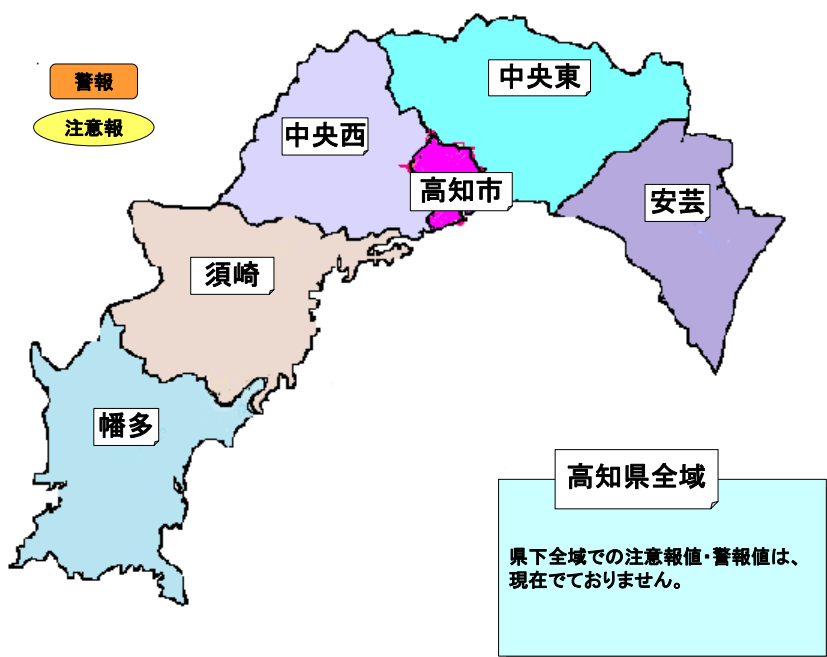 警報
注意報
中央東
中央西
高知市
安芸
須崎
幡多
高知県全域
県下全域での注意報値・警報値は、
現在でておりません。